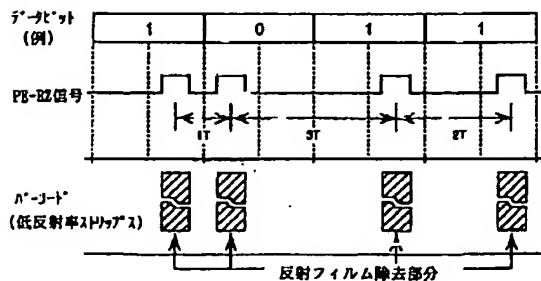 データビット
(例)
1 0 1 1
PE-RZ信号
1T 3T 2T
バーコード
(低反射率ストリップス)
反射フィルム除去部分